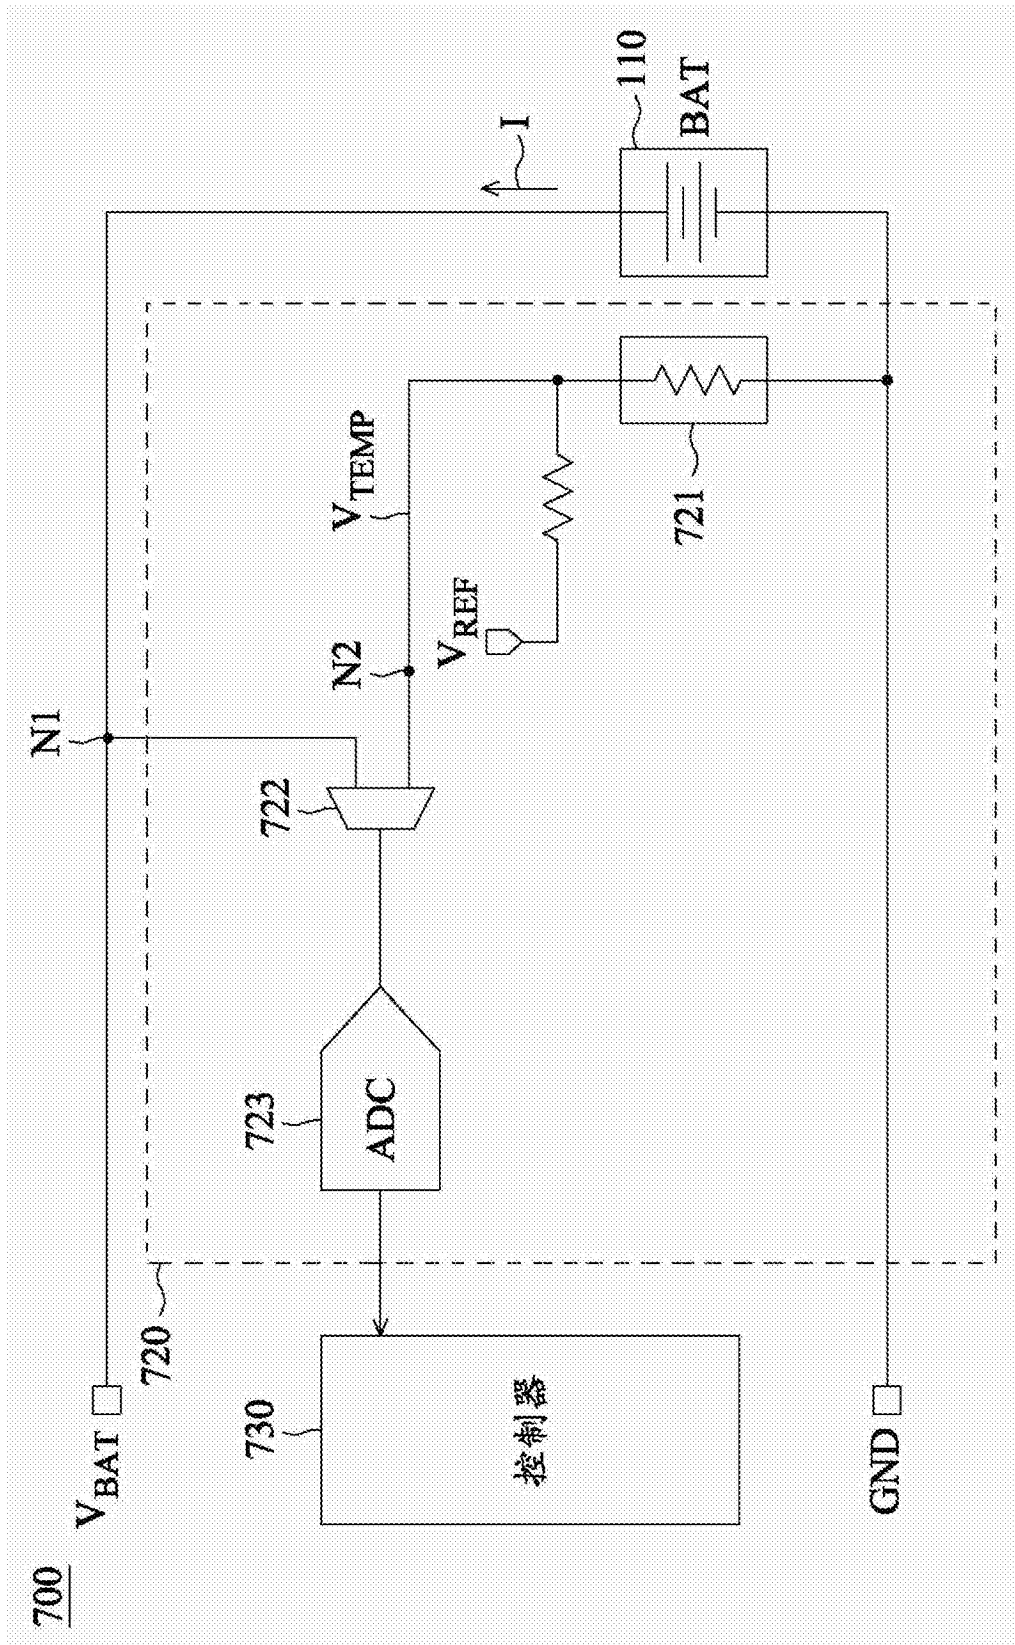 700
V_BAT
N1
720
730
控制器
723
ADC
722
N2
V_TEMP
V_REF
721
I
110
BAT
GND